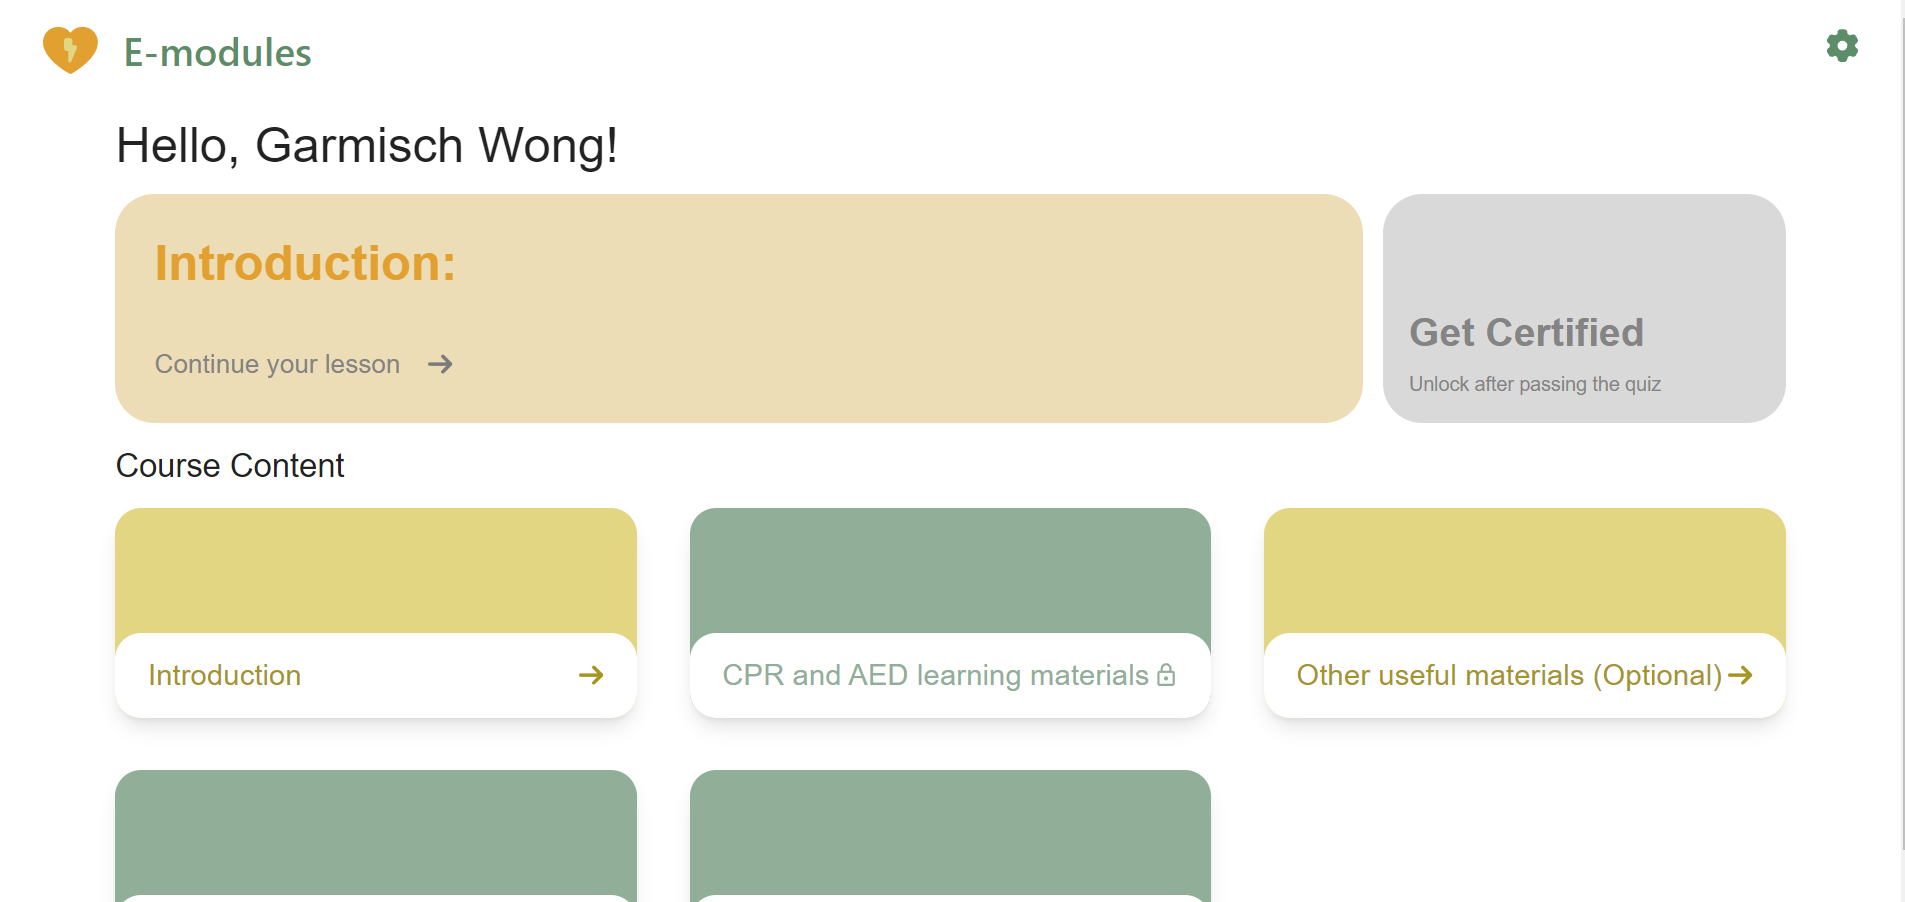 E-modules
Hello, Garmisch Wong!
Introduction:
Continue your lesson
Get Certified
Unlock after passing the quiz
Course Content
Introduction
CPR and AED learning materials
Other useful materials (Optional)